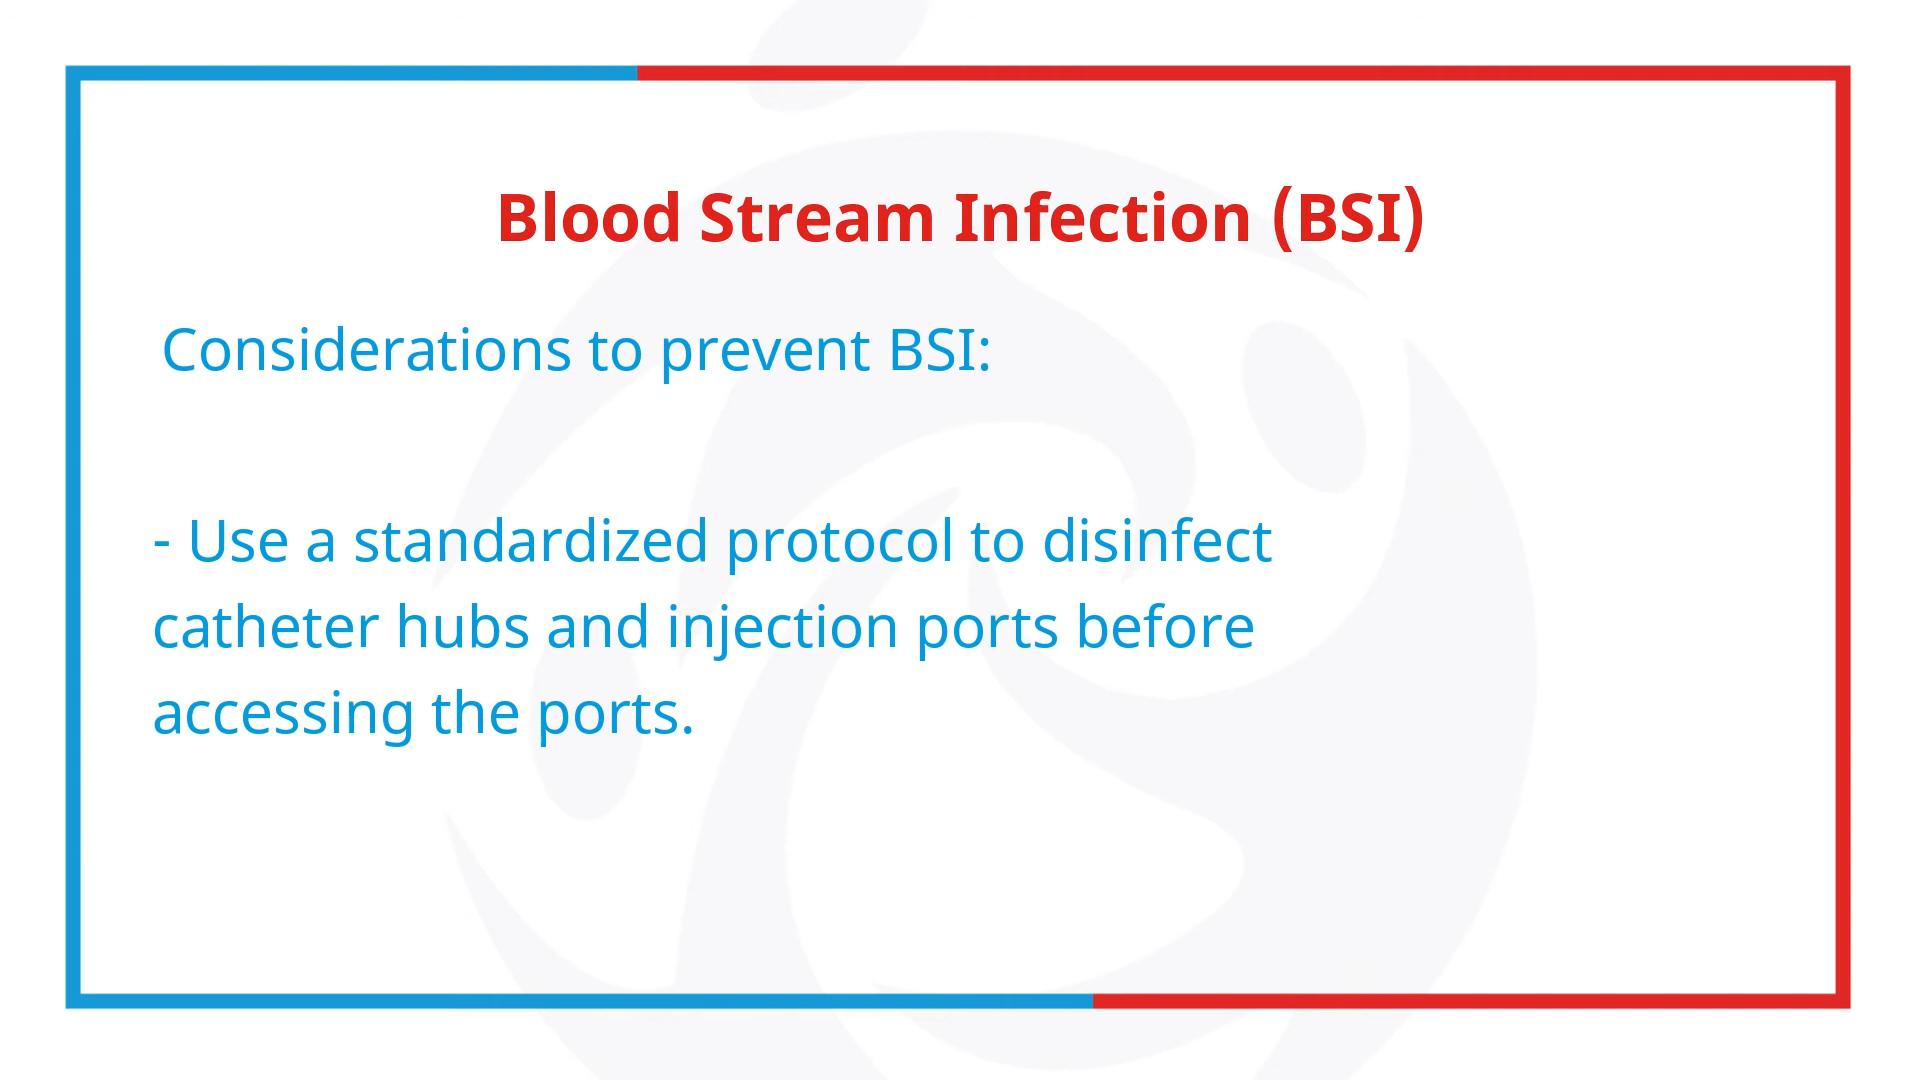 Blood Stream Infection (BSI)
Considerations to prevent BSI:
- Use a standardized protocol to disinfect
catheter hubs and injection ports before
accessing the ports.